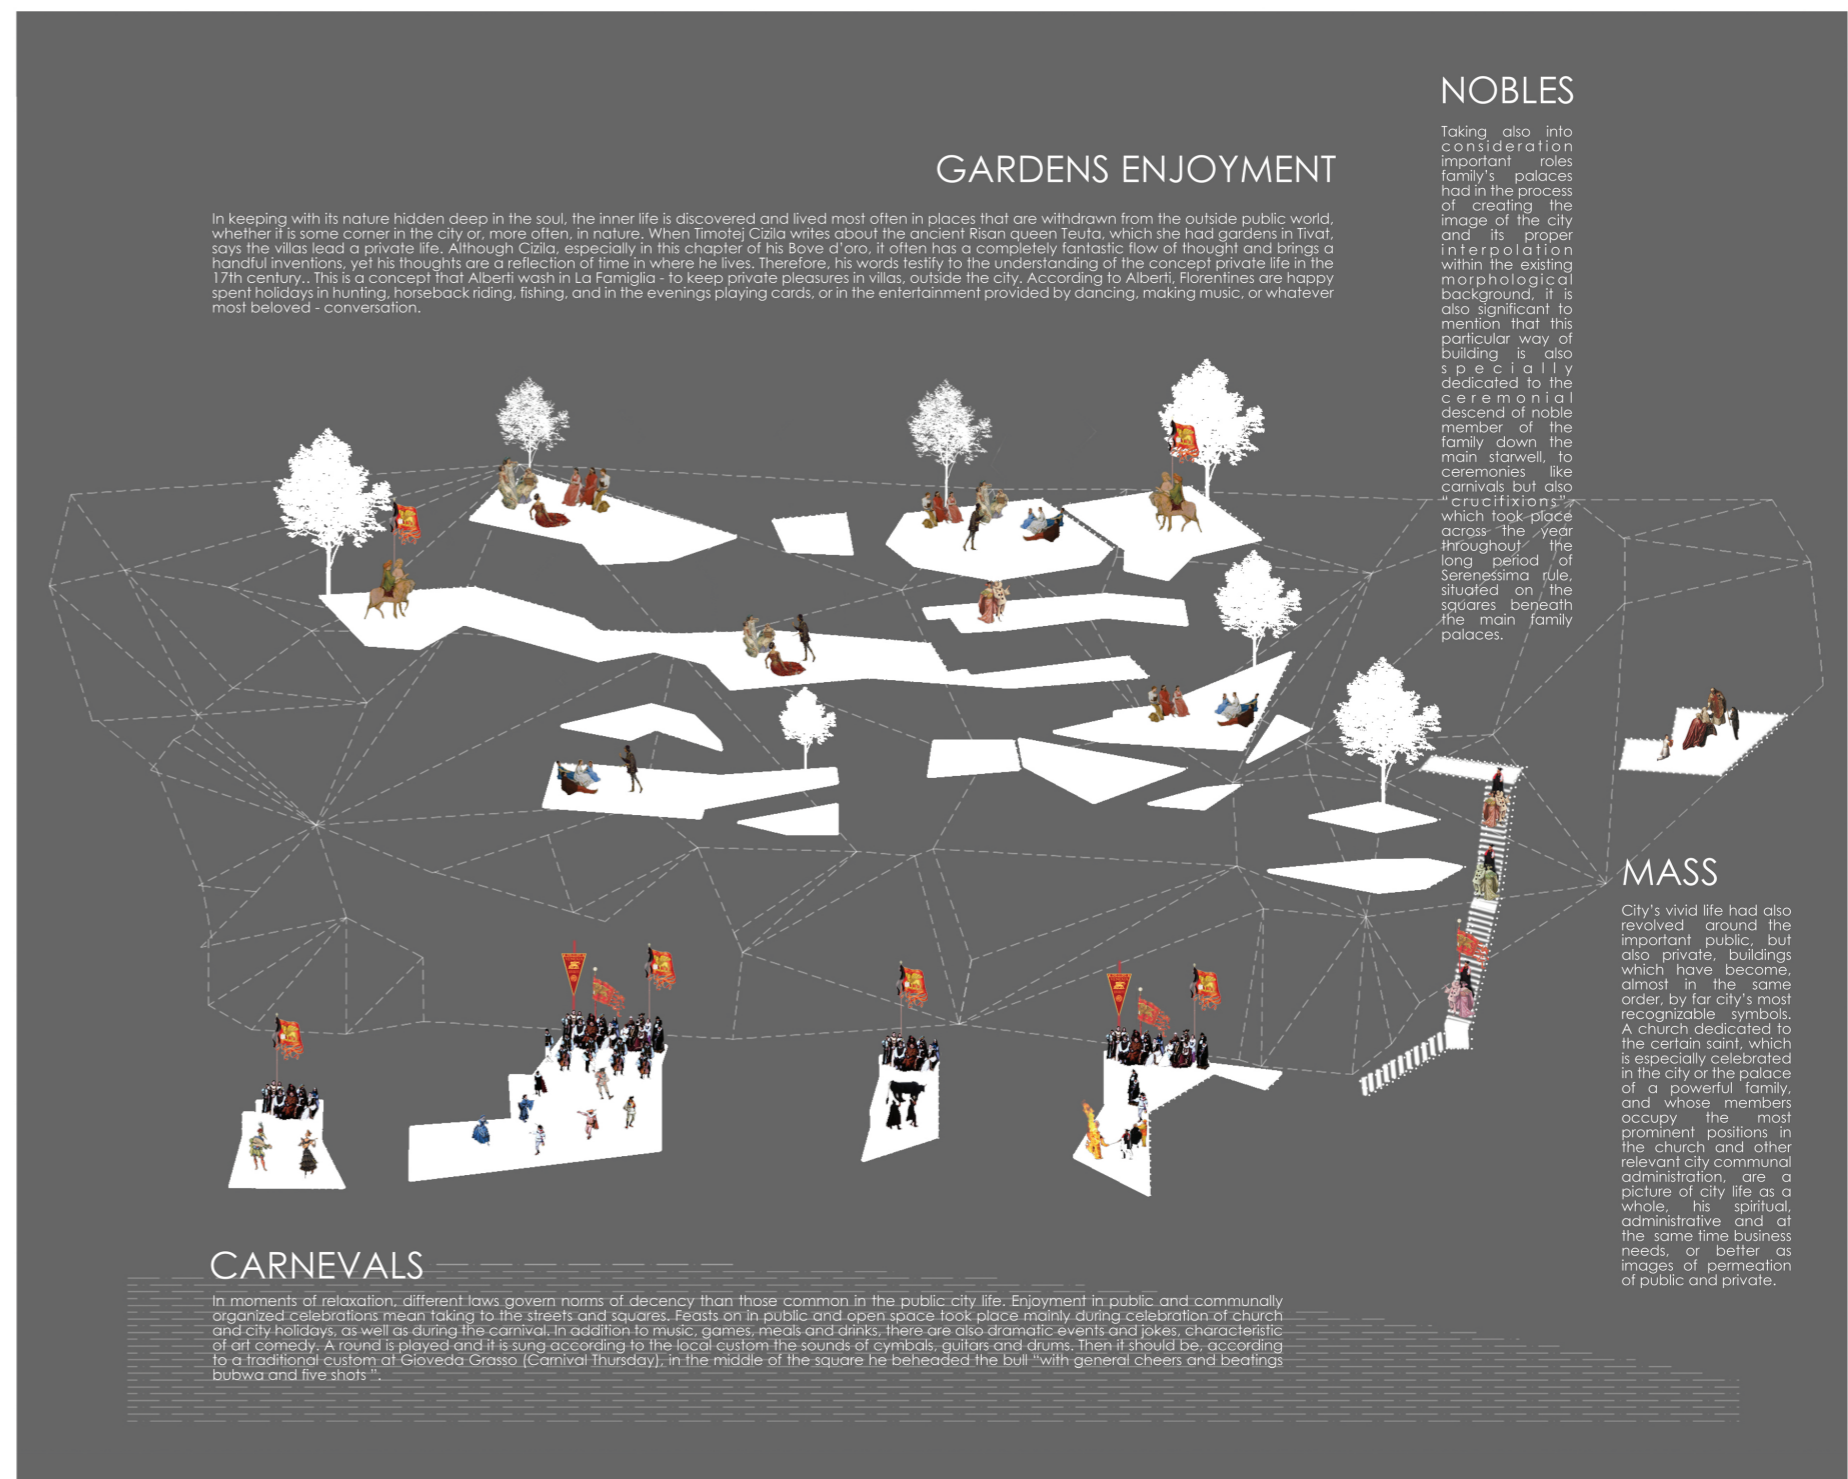 NOBLES
Taking also into
consideration
important roles
family's palaces
had in the process
of creating the
image of the city
and its proper
interpolation
within the existing
morphological
background, it is
also significant to
mention that this
particular way of
building is also
specially
dedicated to the
ceremonial
descend of noble
member of the
family down the
main starwell, to
ceremonies like
carnivals but also
"crucifixions",
which took place
across the year
throughout the
long period of
Serenessima rule,
situated on the
squares beneath
the main family
palaces.
GARDENS ENJOYMENT
In keeping with its nature hidden deep in the soul, the inner life is discovered and lived most often in places that are withdrawn from the outside public world,
whether it is some corner in the city or, more often, in nature. When Timotej Cizila writes about the ancient Risan queen Teuta, which she had gardens in Tivat,
says the villas lead a private life. Although Cizila, especially in this chapter of his Bove d'oro, it often has a completely fantastic flow of thought and brings a
handful inventions, yet his thoughts are a reflection of time in where he lives. Therefore, his words testify to the understanding of the concept private life in the
17th century.. This is a concept that Alberti wash in La Famiglia - to keep private pleasures in villas, outside the city. According to Alberti, Florentines are happy
spent holidays in hunting, horseback riding, fishing, and in the evenings playing cards, or in the entertainment provided by dancing, making music, or whatever
most beloved - conversation.
MASS
City's vivid life had also
revolved around the
important public, but
also private, buildings
which have become,
almost in the same
order, by far city's most
recognizable symbols.
A church dedicated to
the certain saint, which
is especially celebrated
in the city or the palace
of a powerful family,
and whose members
occupy the most
prominent positions in
the church and other
relevant city communal
administration, are a
picture of city life as a
whole, his spiritual,
administrative and at
the same time business
needs, or better as
images of permeation
of public and private.
CARNEVALS
In moments of relaxation, different laws govern norms of decency than those common in the public city life. Enjoyment in public and communally
organized celebrations mean taking to the streets and squares. Feasts on in public and open space took place mainly during celebration of church
and city holidays, as well as during the carnival. In addition to music, games, meals and drinks, there are also dramatic events and jokes, characteristic
of art comedy. A round is played and it is sung according to the local custom the sounds of cymbals, guitars and drums. Then it should be, according
to a traditional custom at Gioveda Grasso (Carnival Thursday), in the middle of the square he beheaded the bull "with general cheers and beatings
bubwa and five shots ".